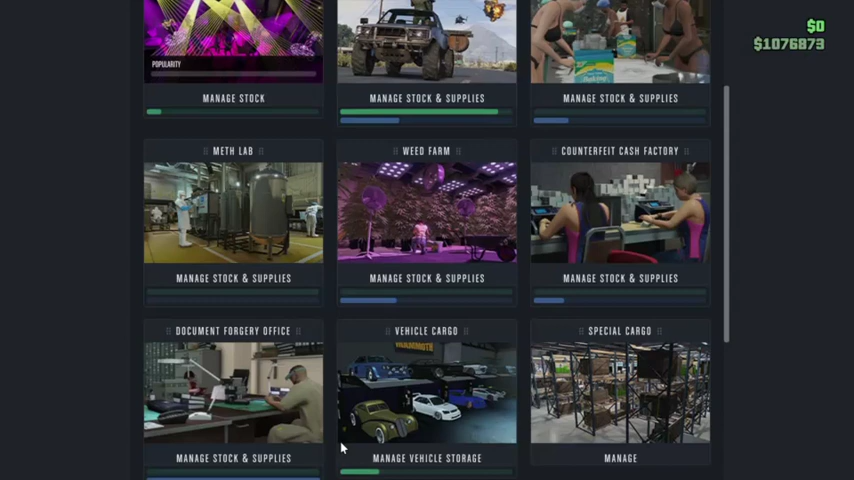 $0
$1076873
POPULARITY
MANAGE STOCK
MANAGE STOCK & SUPPLIES
MANAGE STOCK & SUPPLIES
METH LAB
WEED FARM
COUNTERFEIT CASH FACTORY
MANAGE STOCK & SUPPLIES
MANAGE STOCK & SUPPLIES
MANAGE STOCK & SUPPLIES
DOCUMENT FORGERY OFFICE
VEHICLE CARGO
SPECIAL CARGO
MANAGE STOCK & SUPPLIES
MANAGE VEHICLE STORAGE
MANAGE